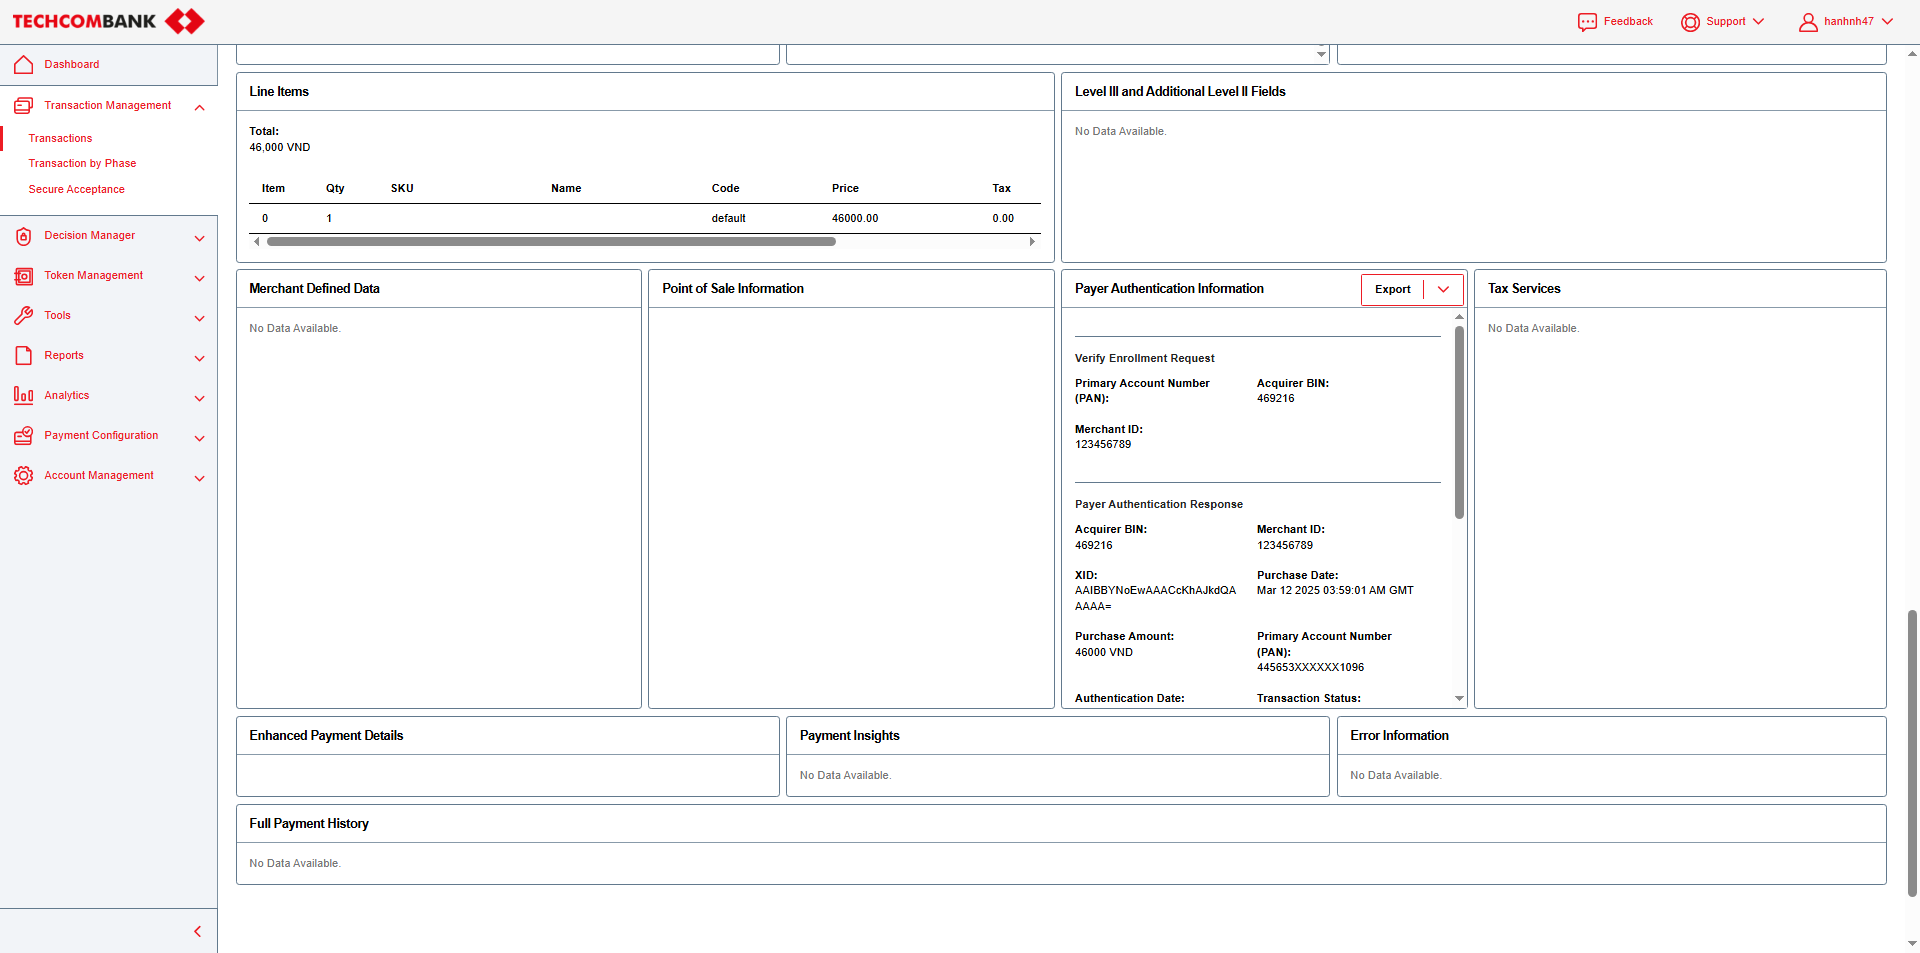 TECHCOMBANK
Feedback
Support
hanhnh47
Dashboard
Transaction Management
Transactions
Transaction by Phase
Secure Acceptance
Decision Manager
Token Management
Tools
Reports
Analytics
Payment Configuration
Account Management
Line Items
Total:
46,000 VND
Item Qty SKU Name Code Price Tax
0 1 default 46000.00 0.00
Level III and Additional Level II Fields
No Data Available.
Merchant Defined Data
No Data Available.
Point of Sale Information
Payer Authentication Information
Export
Verify Enrollment Request
Primary Account Number
(PAN):
Acquirer BIN:
469216
Merchant ID:
123456789
Payer Authentication Response
Acquirer BIN:
469216
Merchant ID:
123456789
XID:
AAIBBYNoEwAAACcKhAJkdQA
AAAA=
Purchase Date:
Mar 12 2025 03:59:01 AM GMT
Purchase Amount:
46000 VND
Primary Account Number
(PAN):
445653XXXXXX1096
Authentication Date:
Transaction Status:
Tax Services
No Data Available.
Enhanced Payment Details
Payment Insights
No Data Available.
Error Information
No Data Available.
Full Payment History
No Data Available.